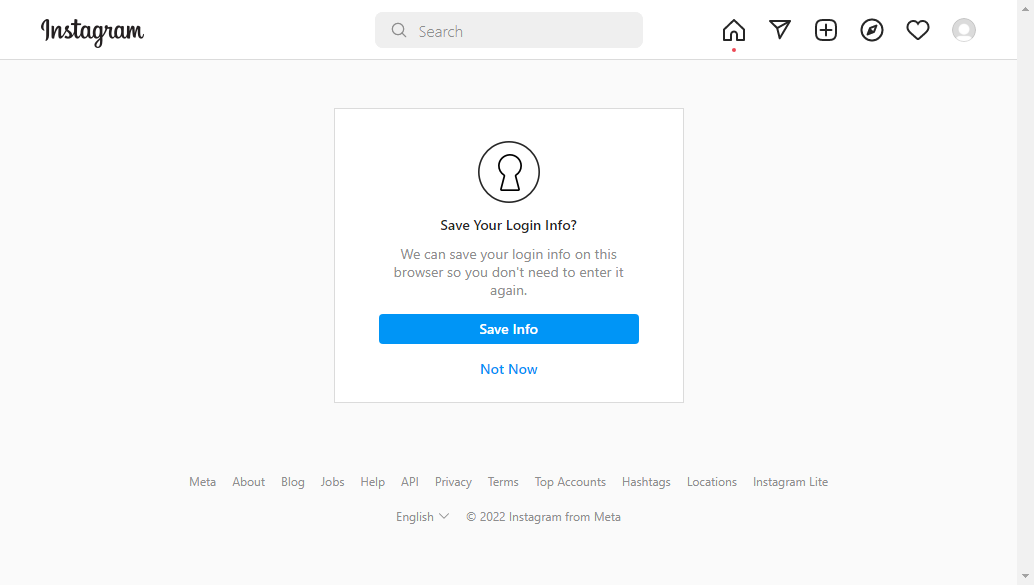 Instagram
Search
Save Your Login Info?
We can save your login info on this
browser so you don't need to enter it
again.
Save Info
Not Now
Meta About Blog Jobs Help API Privacy Terms Top Accounts Hashtags Locations Instagram Lite
English © 2022 Instagram from Meta